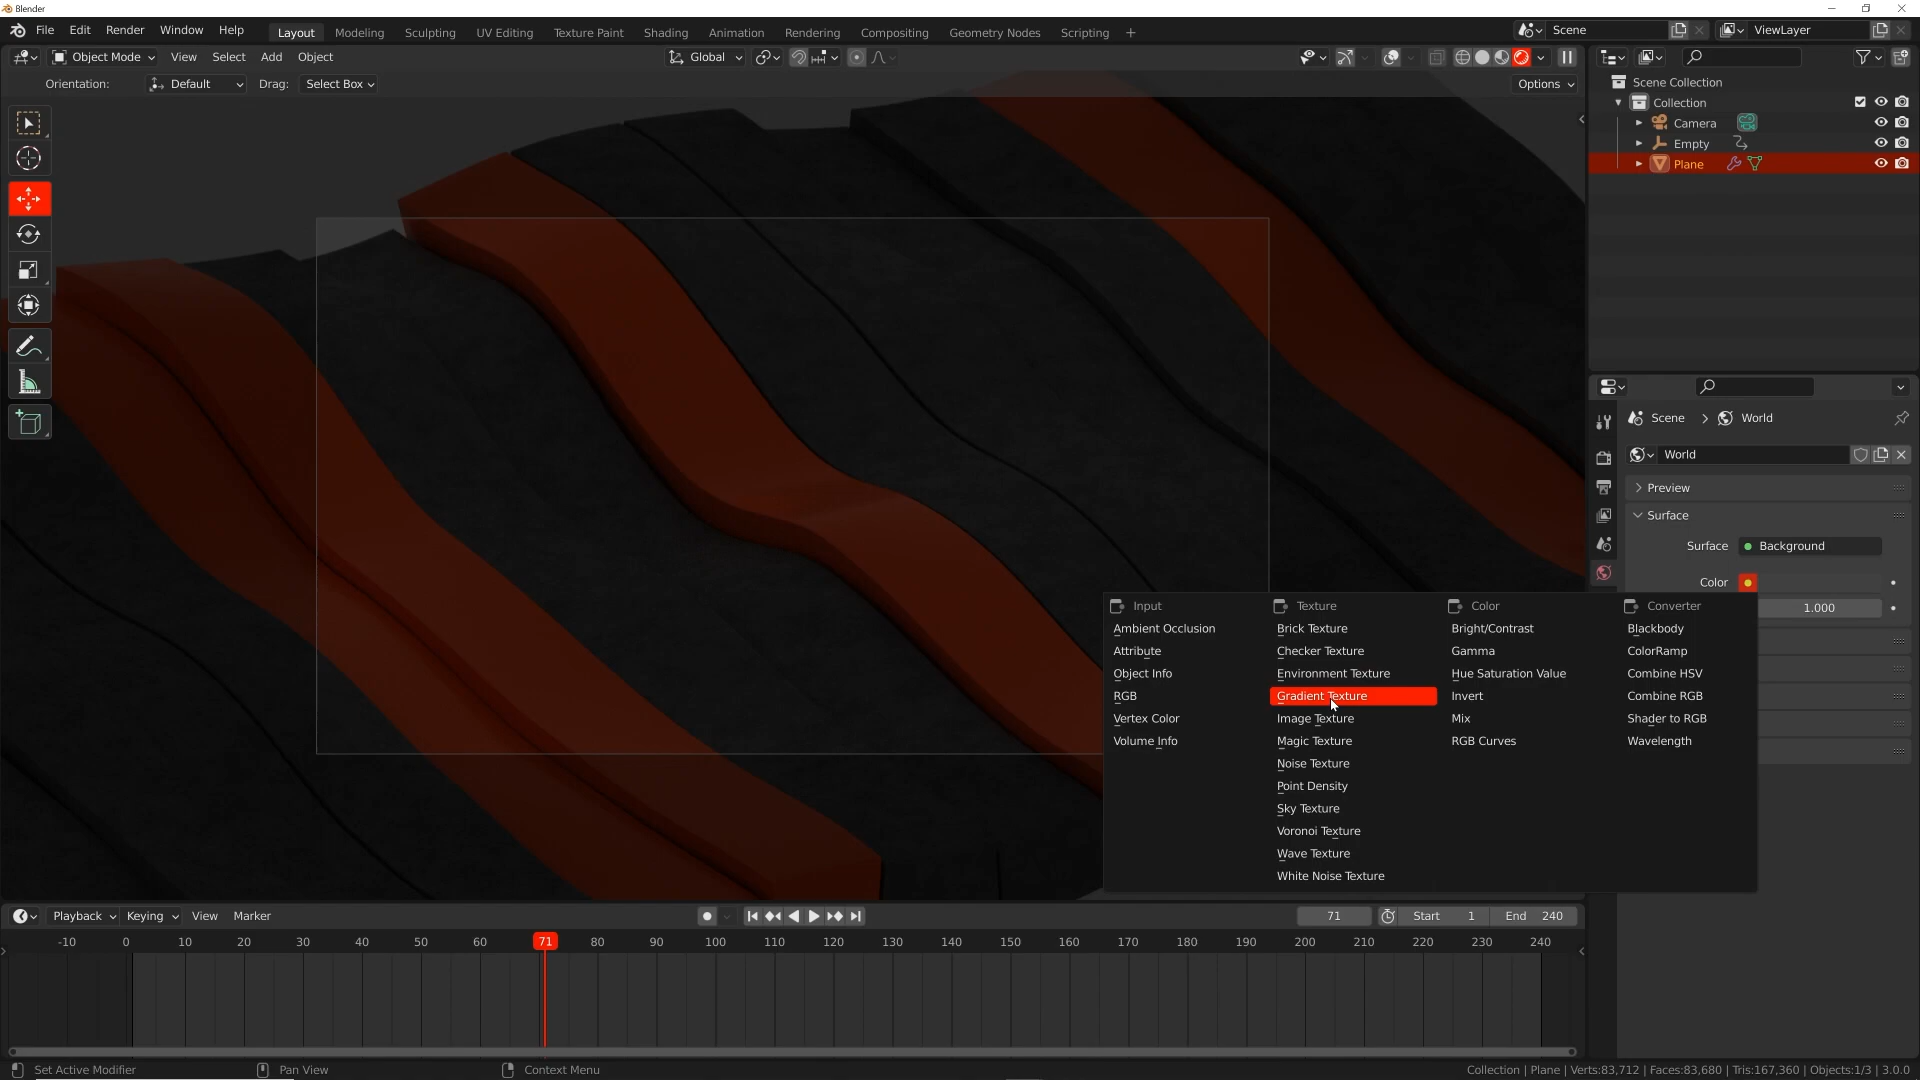 Blender
File Edit Render Window Help Layout Modeling Sculpting UV Editing Texture Paint Shading Animation Rendering Compositing Geometry Nodes Scripting + Scene ViewLayer
Object Mode View Select Add Object Global
Orientation: Default Drag: Select Box Options
Scene Collection
Collection
Camera
Empty
Plane
Scene > World
World
Preview
Surface
Surface Background
Color
1.000
Input Texture Color Converter
Ambient Occlusion Brick Texture Bright/Contrast Blackbody
Attribute Checker Texture Gamma ColorRamp
Object Info Environment Texture Hue Saturation Value Combine HSV
RGB Gradient Texture Invert Combine RGB
Vertex Color Image Texture Mix Shader to RGB
Volume Info Magic Texture RGB Curves Wavelength
Noise Texture
Point Density
Sky Texture
Voronoi Texture
Wave Texture
White Noise Texture
Playback Keying View Marker 71 Start 1 End 240
-10 0 10 20 30 40 50 60 71 80 90 100 110 120 130 140 150 160 170 180 190 200 210 220 230 240
Set Active Modifier Pan View Context Menu Collection | Plane | Verts:83,712 | Faces:83,680 | Tris:167,360 | Objects:1/3 | 3.0.0